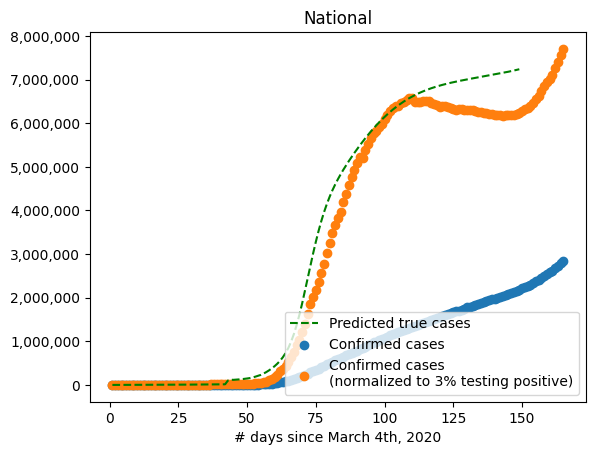 National
8,000,000
7,000,000
6,000,000
5,000,000
4,000,000
3,000,000
2,000,000
1,000,000
0
Predicted true cases
Confirmed cases
Confirmed cases
(normalized to 3% testing positive)
0 25 50 75 100 125 150
# days since March 4th, 2020